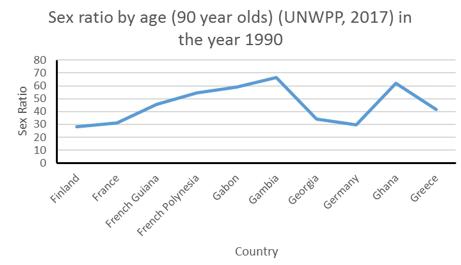 Sex ratio by age (90 year olds) (UNWPP, 2017) in
the year 1990
80
70
60
50
40
30
20
10
0
Sex Ratio
Finland
France
French Guiana
French Polynesia
Gabon
Gambia
Georgia
Germany
Ghana
Greece
Country